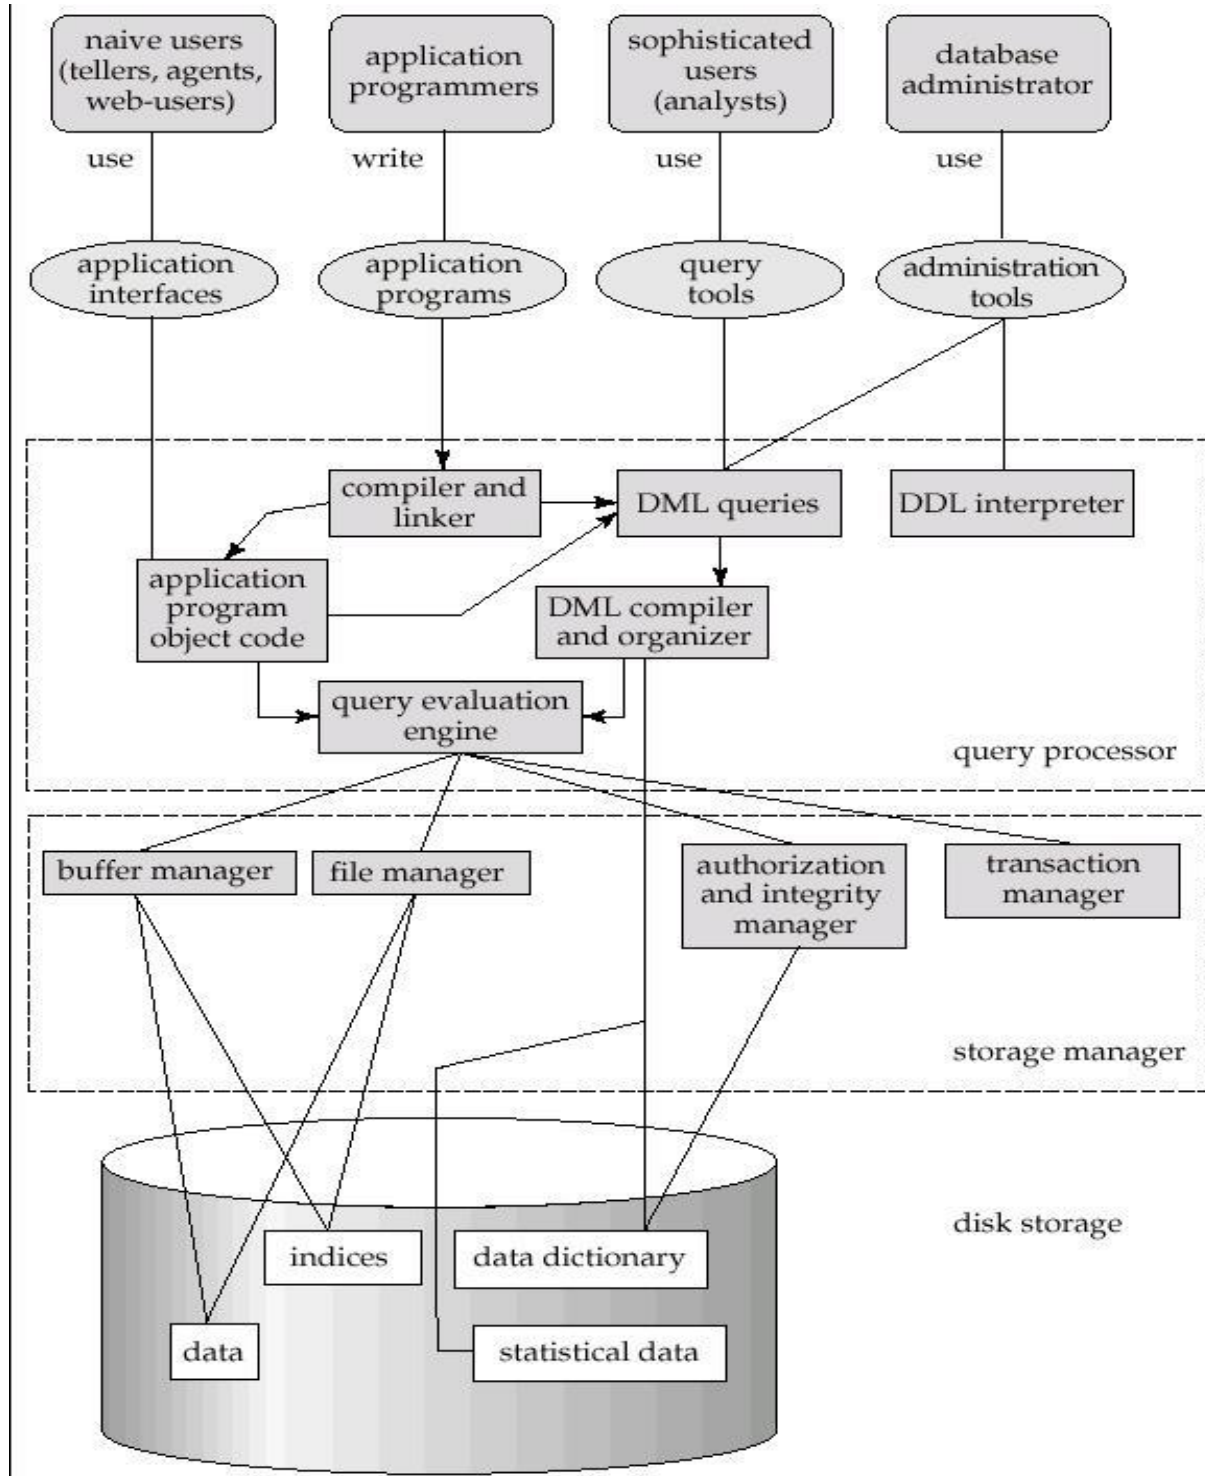 naive users
(tellers, agents,
web-users)
application
programmers
sophisticated
users
(analysts)
database
administrator
use
write
use
use
application
interfaces
application
programs
query
tools
administration
tools
compiler and
linker
DML queries
DDL interpreter
application
program
object code
DML compiler
and organizer
query evaluation
engine
query processor
buffer manager
file manager
authorization
and integrity
manager
transaction
manager
storage manager
disk storage
indices
data dictionary
data
statistical data